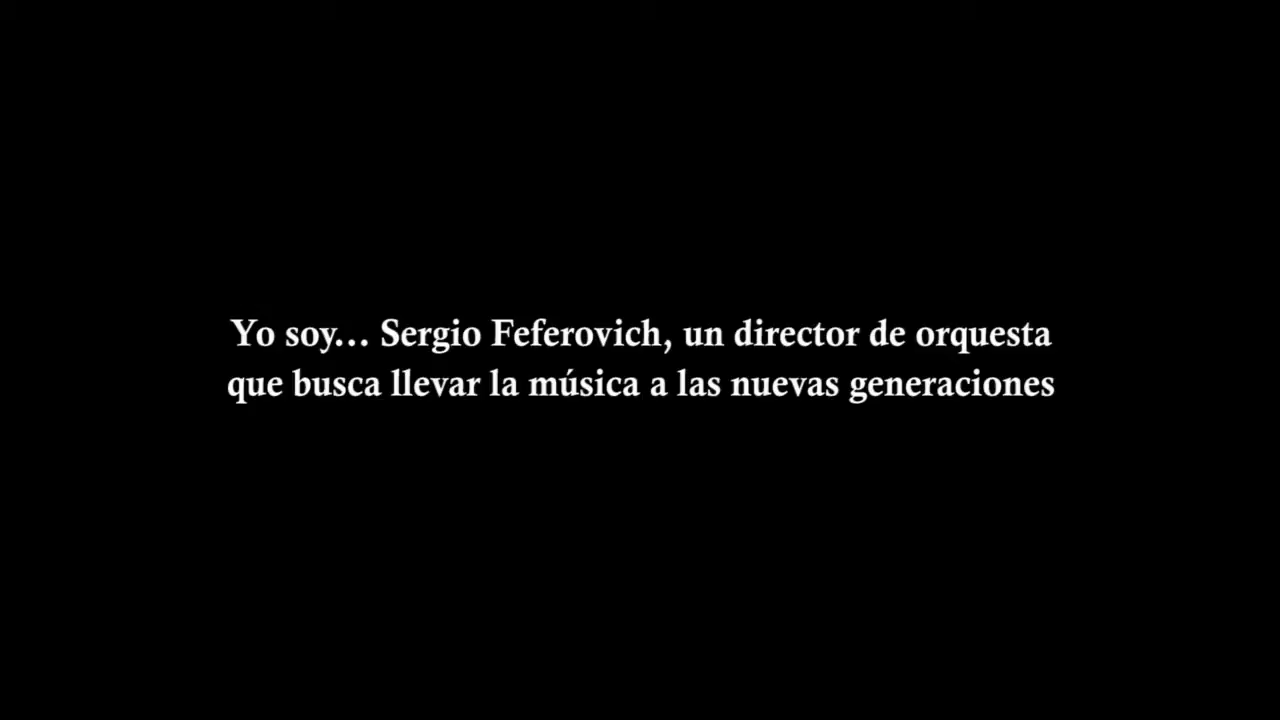 Yo soy... Sergio Feferovich, un director de orquesta
que busca llevar la música a las nuevas generaciones